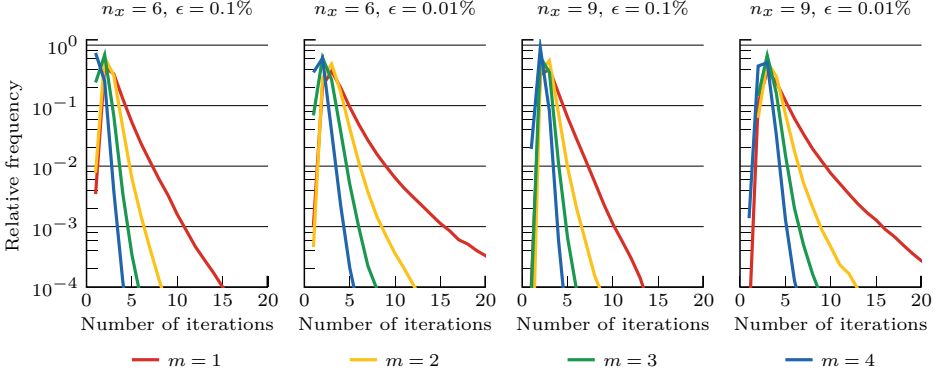 n_x = 6, ϵ = 0.1%
n_x = 6, ϵ = 0.01%
n_x = 9, ϵ = 0.1%
n_x = 9, ϵ = 0.01%
Relative frequency
10^0
10^−1
10^−2
10^−3
10^−4
0 5 10 15 20
0 5 10 15 20
0 5 10 15 20
0 5 10 15 20
Number of iterations
Number of iterations
Number of iterations
Number of iterations
m = 1
m = 2
m = 3
m = 4